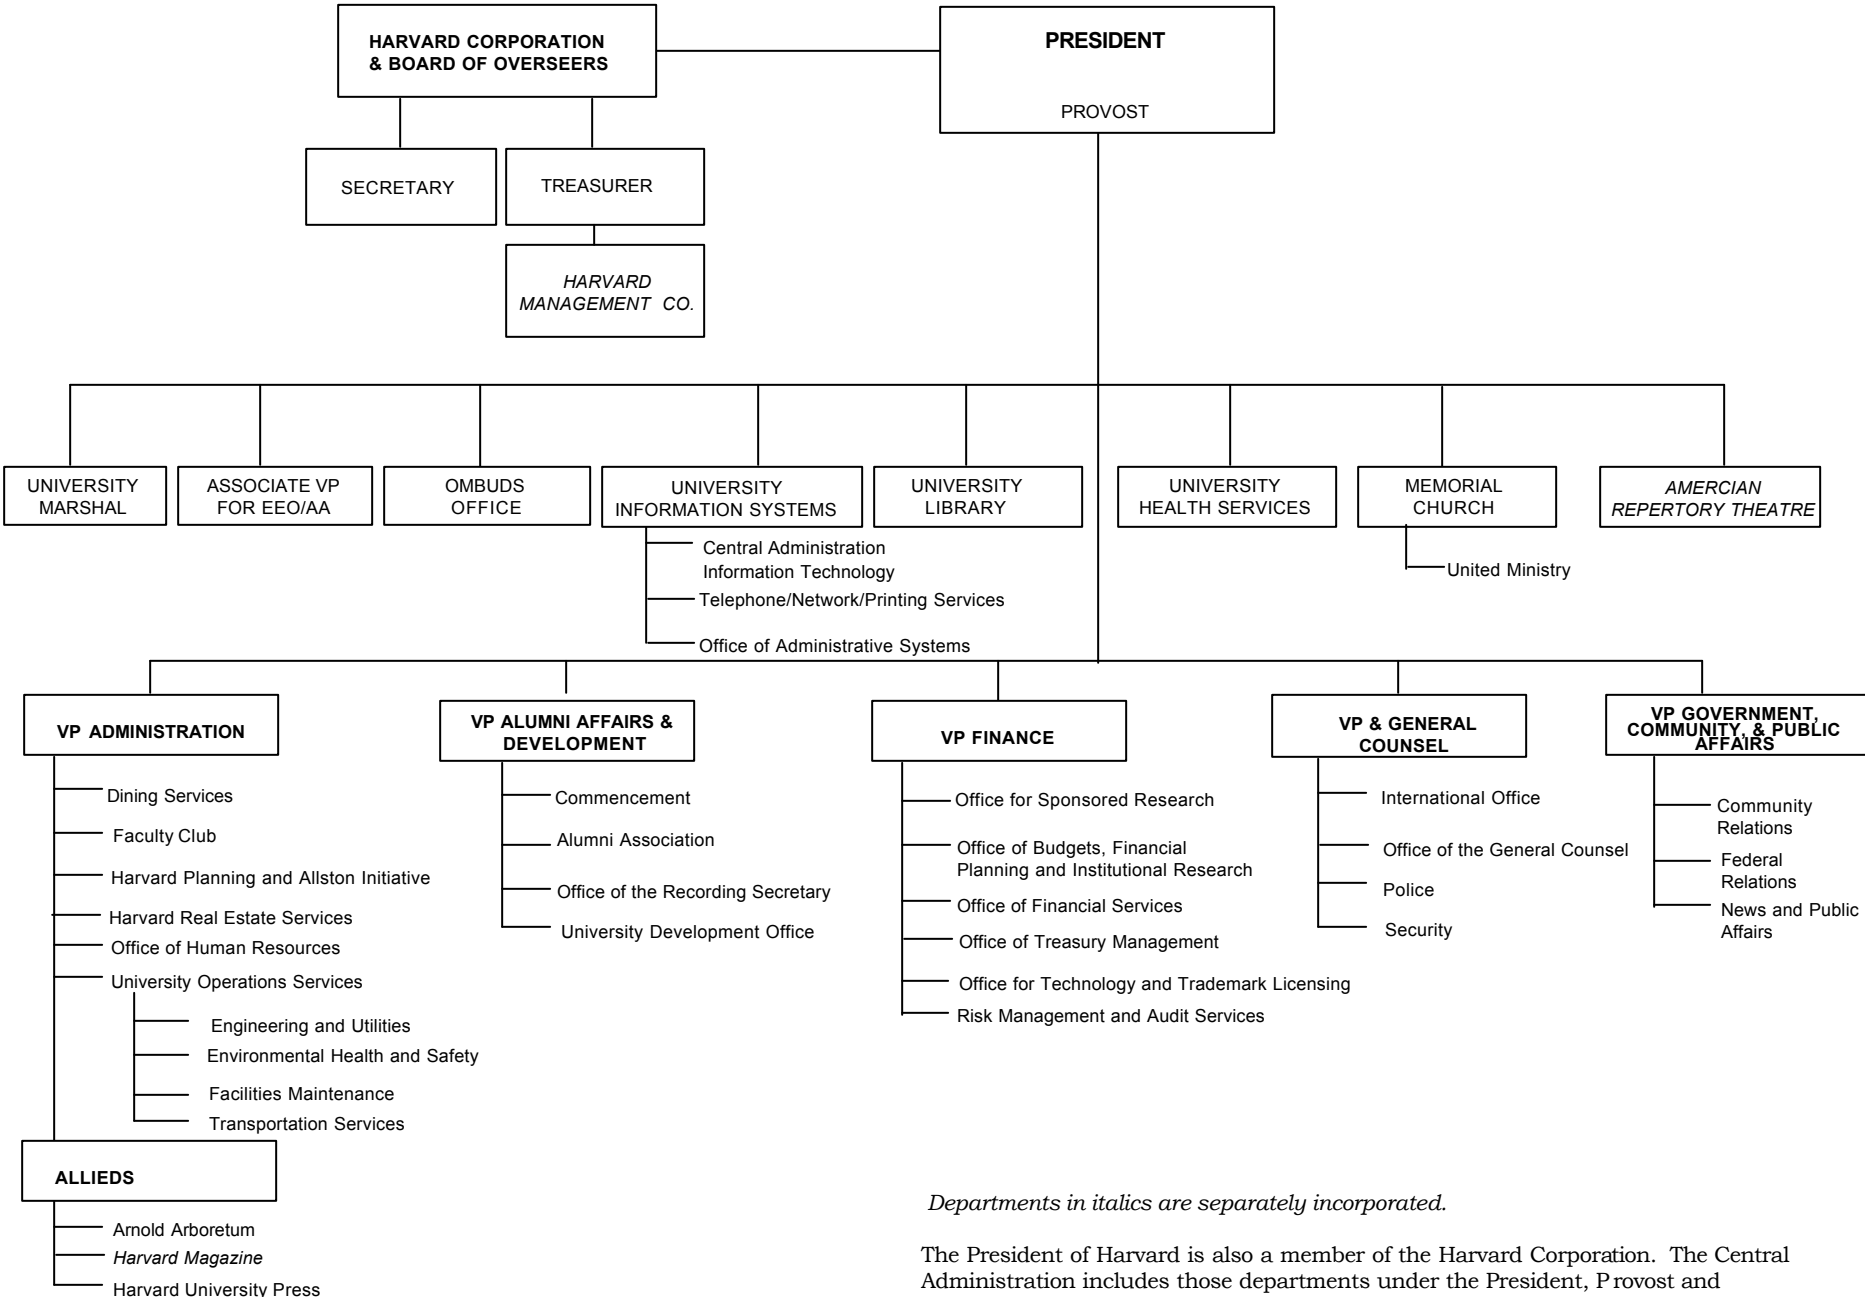 HARVARD CORPORATION
& BOARD OF OVERSEERS
PRESIDENT
PROVOST
SECRETARY
TREASURER
HARVARD
MANAGEMENT CO.
UNIVERSITY
MARSHAL
ASSOCIATE VP
FOR EEO/AA
OMBUDS
OFFICE
UNIVERSITY
INFORMATION SYSTEMS
UNIVERSITY
LIBRARY
UNIVERSITY
HEALTH SERVICES
MEMORIAL
CHURCH
AMERCIAN
REPERTORY THEATRE
Central Administration
Information Technology
Telephone/Network/Printing Services
Office of Administrative Systems
United Ministry
VP ADMINISTRATION
Dining Services
Faculty Club
Harvard Planning and Allston Initiative
Harvard Real Estate Services
Office of Human Resources
University Operations Services
Engineering and Utilities
Environmental Health and Safety
Facilities Maintenance
Transportation Services
ALLIEDS
Arnold Arboretum
Harvard Magazine
Harvard University Press
VP ALUMNI AFFAIRS &
DEVELOPMENT
Commencement
Alumni Association
Office of the Recording Secretary
University Development Office
VP FINANCE
Office for Sponsored Research
Office of Budgets, Financial
Planning and Institutional Research
Office of Financial Services
Office of Treasury Management
Office for Technology and Trademark Licensing
Risk Management and Audit Services
VP & GENERAL
COUNSEL
International Office
Office of the General Counsel
Police
Security
VP GOVERNMENT,
COMMUNITY, & PUBLIC
AFFAIRS
Community
Relations
Federal
Relations
News and Public
Affairs
Departments in italics are separately incorporated.
The President of Harvard is also a member of the Harvard Corporation. The Central
Administration includes those departments under the President, Provost and